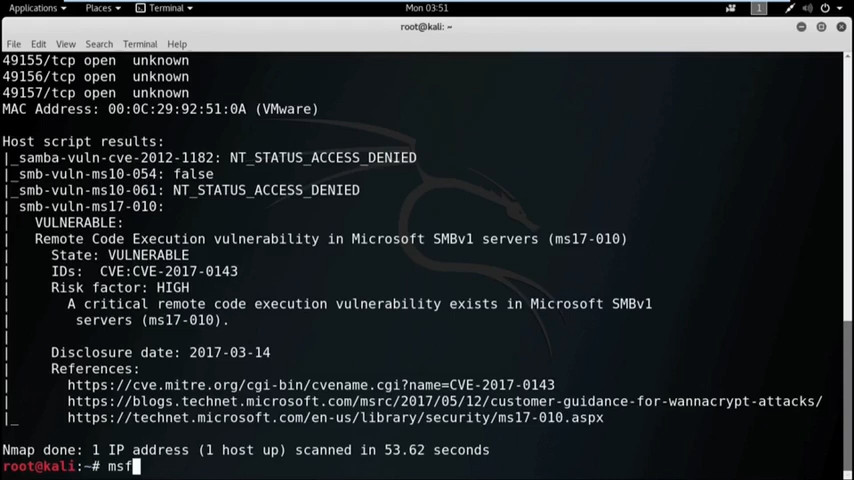 Applications Places Terminal Mon 03:51 1
root@kali: ~
File Edit View Search Terminal Help
49155/tcp open  unknown
49156/tcp open  unknown
49157/tcp open  unknown
MAC Address: 00:0C:29:92:51:0A (VMware)
Host script results:
|_samba-vuln-cve-2012-1182: NT_STATUS_ACCESS_DENIED
|_smb-vuln-ms10-054: false
|_smb-vuln-ms10-061: NT_STATUS_ACCESS_DENIED
| smb-vuln-ms17-010:
|   VULNERABLE:
|   Remote Code Execution vulnerability in Microsoft SMBv1 servers (ms17-010)
|     State: VULNERABLE
|     IDs:  CVE:CVE-2017-0143
|     Risk factor: HIGH
|       A critical remote code execution vulnerability exists in Microsoft SMBv1
|        servers (ms17-010).
|
|     Disclosure date: 2017-03-14
|     References:
|       https://cve.mitre.org/cgi-bin/cvename.cgi?name=CVE-2017-0143
|       https://blogs.technet.microsoft.com/msrc/2017/05/12/customer-guidance-for-wannacrypt-attacks/
|_      https://technet.microsoft.com/en-us/library/security/ms17-010.aspx
Nmap done: 1 IP address (1 host up) scanned in 53.62 seconds
root@kali:~# msf